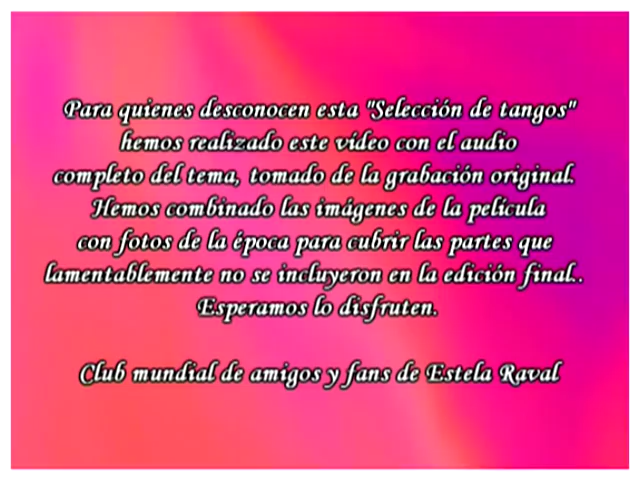 Para quienes desconocen esta "Selección de tangos"
hemos realizado este vídeo con el audio
completo del tema, tomado de la grabación original.
Hemos combinado las imágenes de la película
con fotos de la época para cubrir las partes que
lamentablemente no se incluyeron en la edición final..
Esperamos lo disfruten.
Club mundial de amigos y fans de Estela Raval